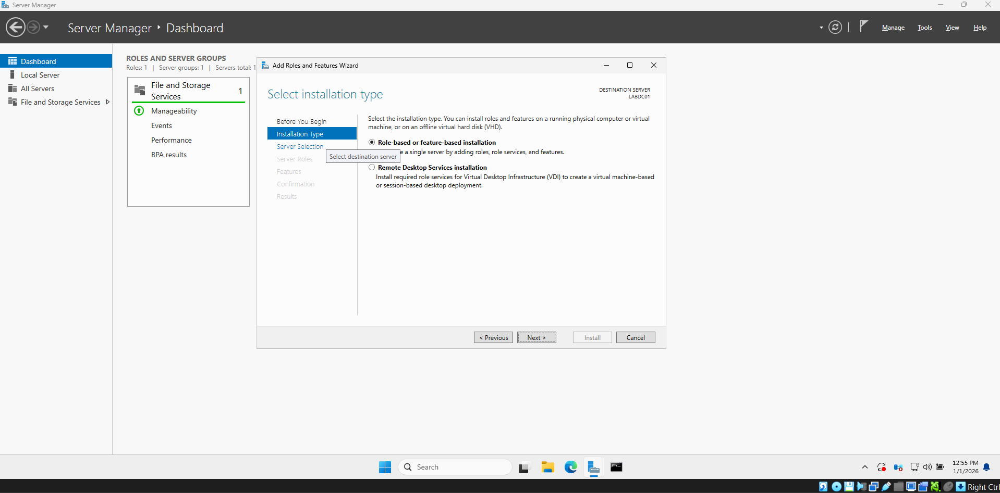 Server Manager
Server Manager Dashboard
Manage Tools View Help
Dashboard
Local Server
All Servers
File and Storage Services
ROLES AND SERVER GROUPS
Roles: 1 | Server groups: 1 | Servers total: 1
File and Storage
Services
1
Manageability
Events
Performance
BPA results
Add Roles and Features Wizard
Select installation type
DESTINATION SERVER
LABDC01
Before You Begin
Installation Type
Server Selection
Server Roles
Features
Confirmation
Results
Select destination server
Select the installation type. You can install roles and features on a running physical computer or virtual
machine, or on an offline virtual hard disk (VHD).
Role-based or feature-based installation
e a single server by adding roles, role services, and features.
Remote Desktop Services installation
Install required role services for Virtual Desktop Infrastructure (VDI) to create a virtual machine-based
or session-based desktop deployment.
< Previous
Next >
Install
Cancel
Search
12:55 PM
1/1/2026
Right Ctrl